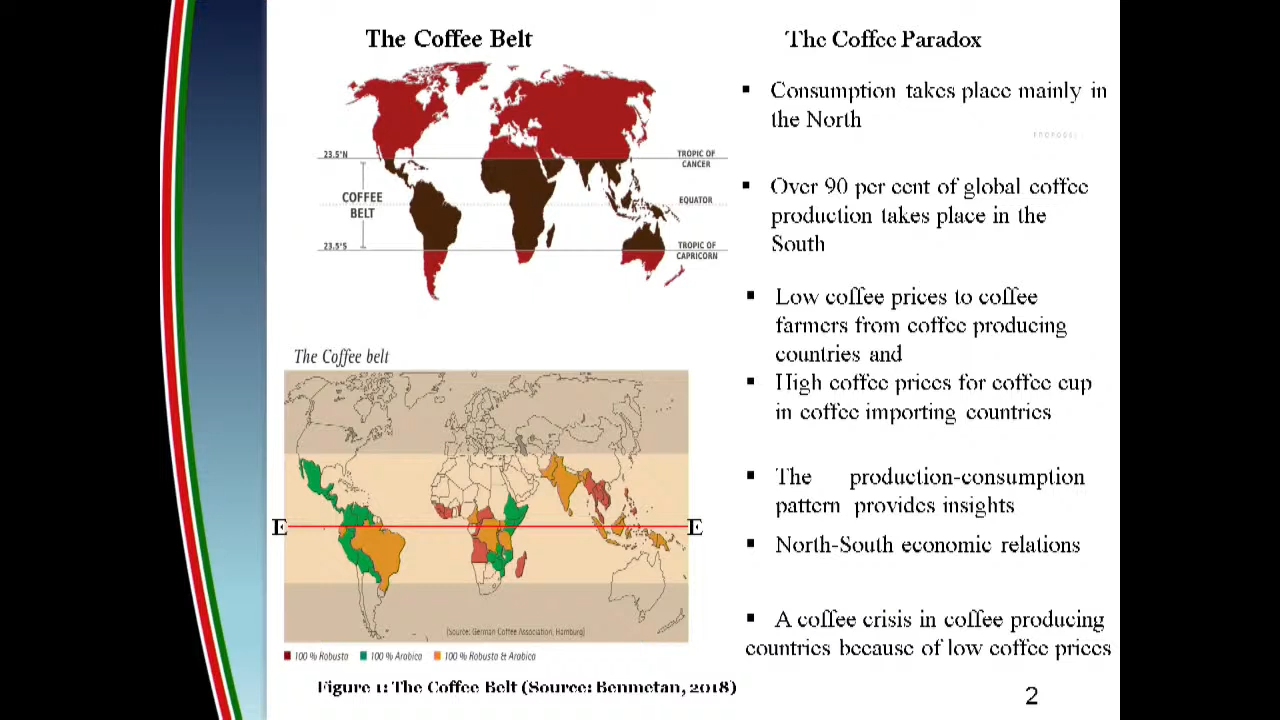 The Coffee Belt
23.5°N
TROPIC OF
CANCER
COFFEE
BELT
EQUATOR
23.5°S
TROPIC OF
CAPRICORN
The Coffee belt
E
E
[Source: German Coffee Association, Hamburg]
100 % Robusta
100 % Arabica
100 % Robusta & Arabica
Figure 1: The Coffee Belt (Source: Benmetan, 2018)
The Coffee Paradox
▪ Consumption takes place mainly in
the North
▪ Over 90 per cent of global coffee
production takes place in the
South
▪ Low coffee prices to coffee
farmers from coffee producing
countries and
▪ High coffee prices for coffee cup
in coffee importing countries
▪ The production-consumption
pattern provides insights
▪ North-South economic relations
▪ A coffee crisis in coffee producing
countries because of low coffee prices
2